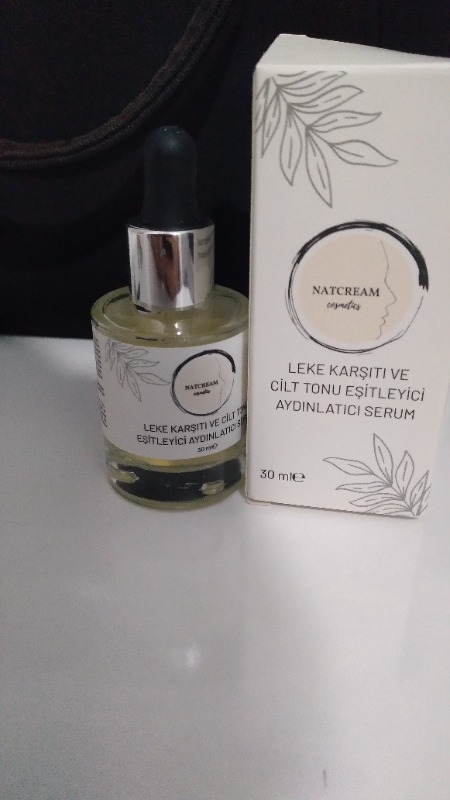 NATCREAM
cosmetics
LEKE KARŞITI VE
CİLT TONU EŞİTLEYİCİ
AYDINLATICI SERUM
30 ml℮
NATCREAM
cosmetics
LEKE KARŞITI VE CİLT TONU
EŞİTLEYİCİ AYDINLATICI
30 ml℮